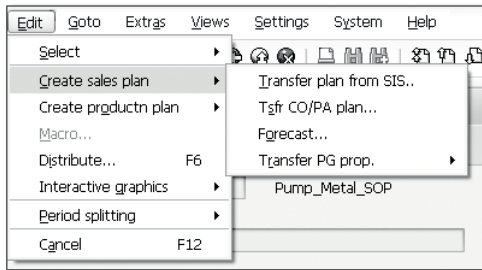 Edit Goto Extras Views Settings System Help
Select
Create sales plan
Create productn plan
Macro...
Distribute... F6
Interactive graphics
Period splitting
Cancel F12
Transfer plan from SIS..
Tsfr CO/PA plan...
Forecast...
Transfer PG prop.
Pump_Metal_SOP